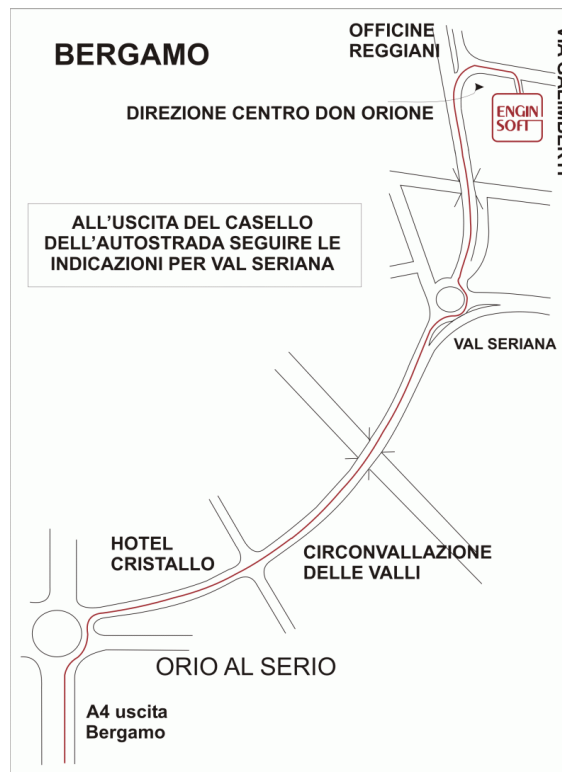 BERGAMO
OFFICINE
REGGIANI
DIREZIONE CENTRO DON ORIONE
ENGIN
SOFT
ALL'USCITA DEL CASELLO
DELL'AUTOSTRADA SEGUIRE LE
INDICAZIONI PER VAL SERIANA
VAL SERIANA
HOTEL
CRISTALLO
CIRCONVALLAZIONE
DELLE VALLI
ORIO AL SERIO
A4 uscita
Bergamo